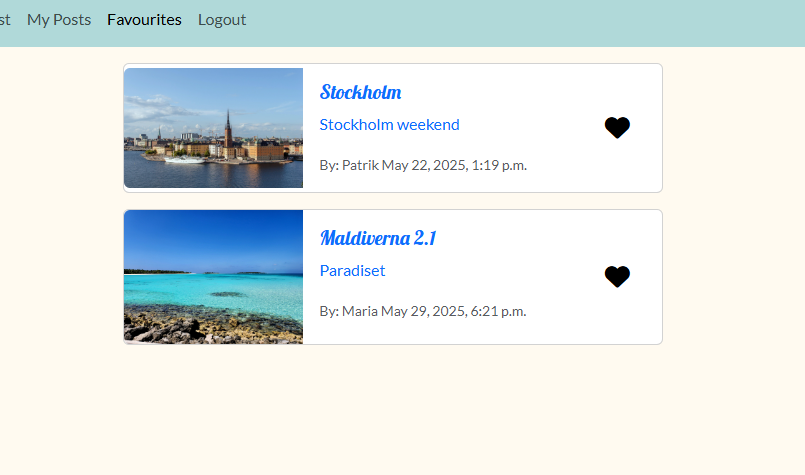 My Posts Favourites Logout
Stockholm
Stockholm weekend
By: Patrik May 22, 2025, 1:19 p.m.
Maldiverna 2.1
Paradiset
By: Maria May 29, 2025, 6:21 p.m.